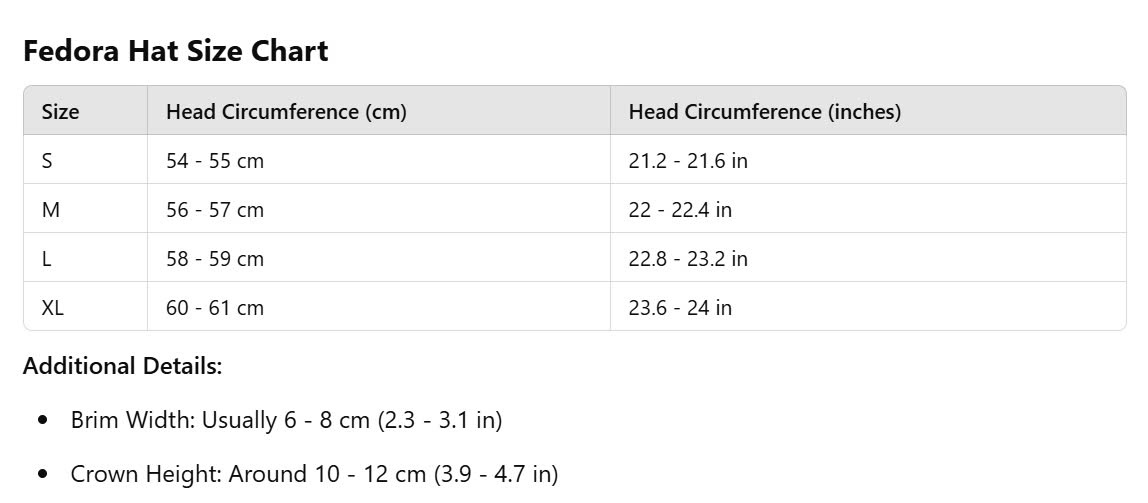 Fedora Hat Size Chart
Size Head Circumference (cm) Head Circumference (inches)
S 54 - 55 cm 21.2 - 21.6 in
M 56 - 57 cm 22 - 22.4 in
L 58 - 59 cm 22.8 - 23.2 in
XL 60 - 61 cm 23.6 - 24 in
Additional Details:
• Brim Width: Usually 6 - 8 cm (2.3 - 3.1 in)
• Crown Height: Around 10 - 12 cm (3.9 - 4.7 in)